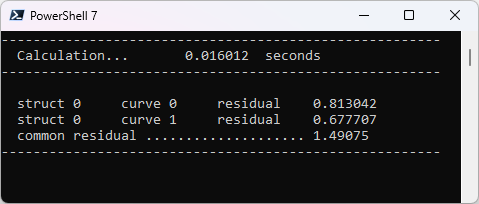 PowerShell 7
-------------------------------------------------------
  Calculation...       0.016012  seconds
-------------------------------------------------------
  struct 0     curve 0     residual    0.813042
  struct 0     curve 1     residual    0.677707
  common residual .................... 1.49075
-------------------------------------------------------